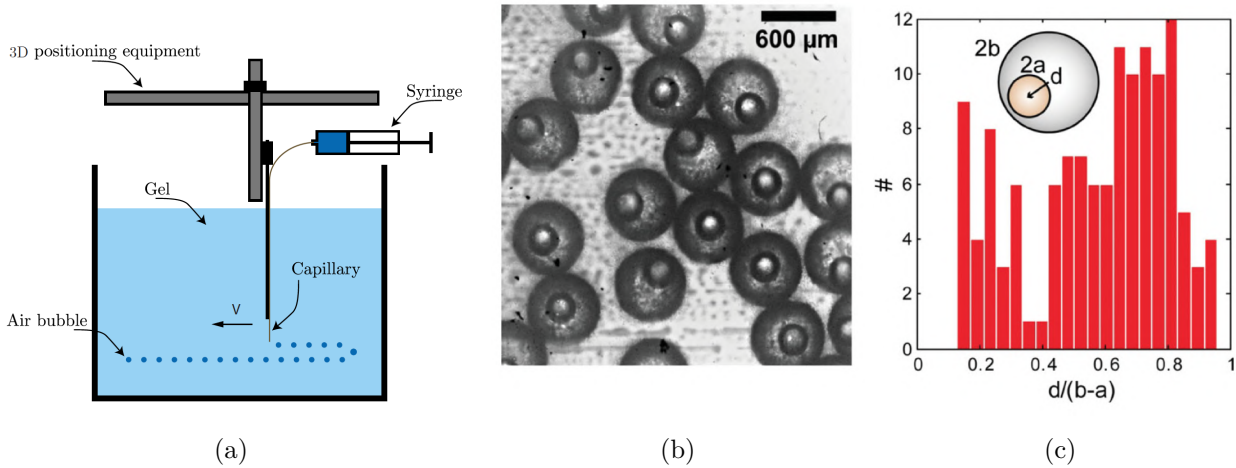 3D positioning equipment
Syringe
Gel
Capillary
V
Air bubble
(a)
600 µm
(b)
12
10
8
6
4
2
0
#
0
0.2
0.4
0.6
0.8
1
d/(b-a)
2b
2a
d
(c)